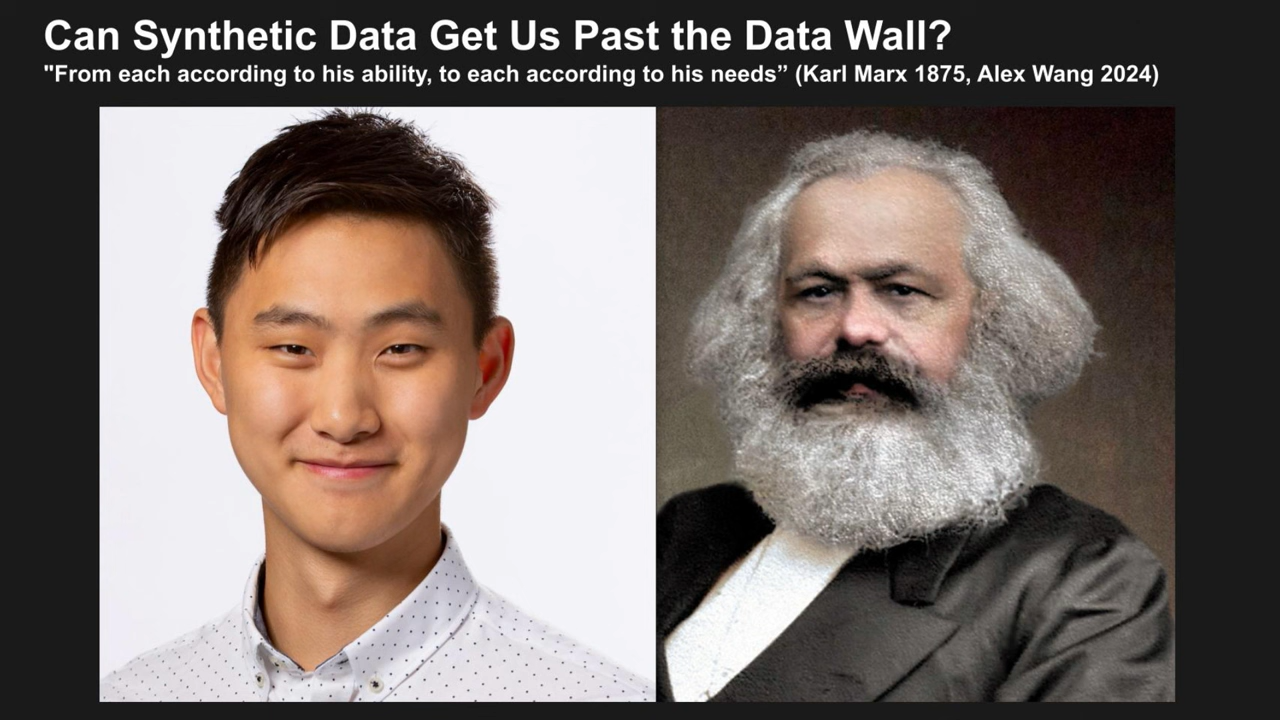 Can Synthetic Data Get Us Past the Data Wall?
"From each according to his ability, to each according to his needs” (Karl Marx 1875, Alex Wang 2024)